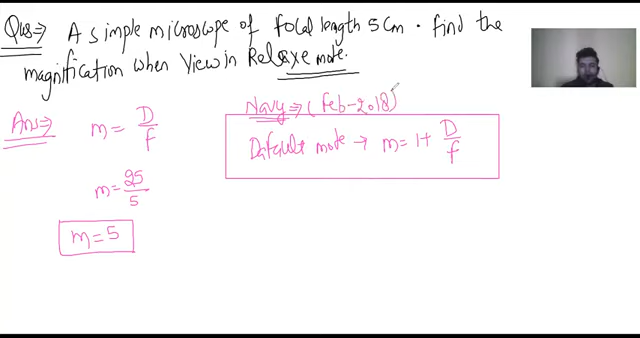 Qus ⇒ A simple microscope of focal length 5 cm. find the
magnification when view in Relaxe mode.
Ans ⇒ m = D/f
m = 25/5
m = 5
Navy ⇒ (Feb-2018)
Default mode → m = 1 + D/f